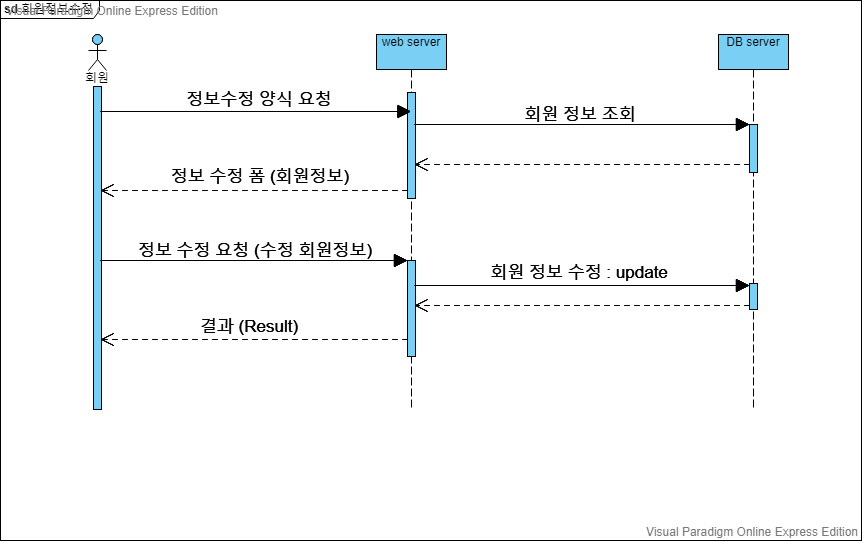 sd 회원정보수정
Visual Paradigm Online Express Edition
회원
web server
DB server
정보수정 양식 요청
회원 정보 조회
정보 수정 폼 (회원정보)
정보 수정 요청 (수정 회원정보)
회원 정보 수정 : update
결과 (Result)
Visual Paradigm Online Express Edition